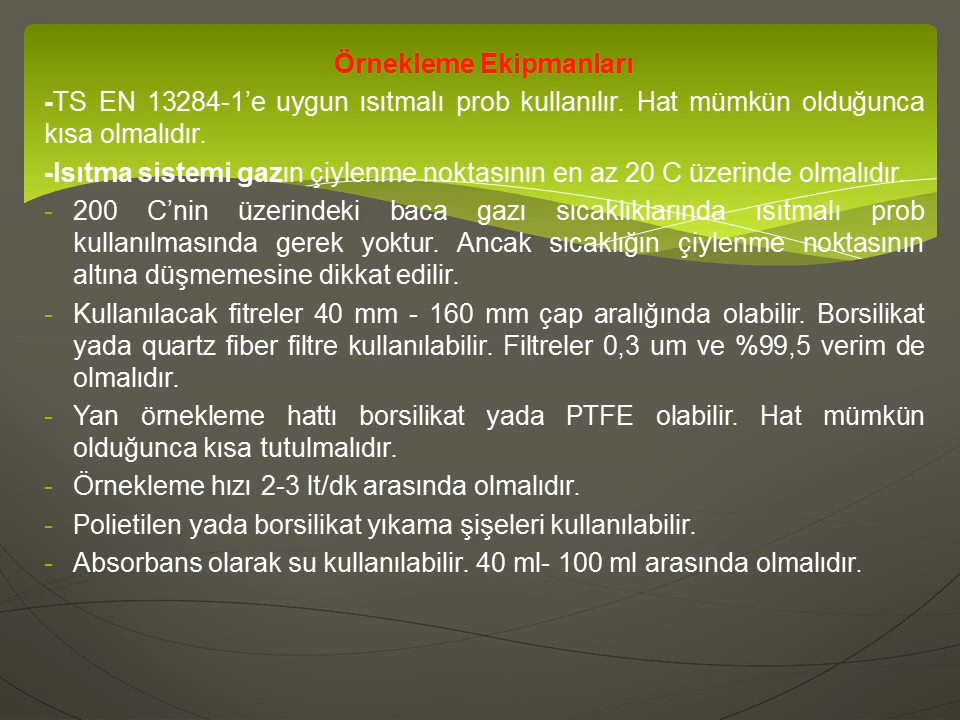 Örnekleme Ekipmanları
-TS EN 13284-1’e uygun ısıtmalı prob kullanılır. Hat mümkün olduğunca
kısa olmalıdır.
-Isıtma sistemi gazın çiylenme noktasının en az 20 C üzerinde olmalıdır.
- 200 C’nin üzerindeki baca gazı sıcaklıklarında ısıtmalı prob
kullanılmasında gerek yoktur. Ancak sıcaklığın çiylenme noktasının
altına düşmemesine dikkat edilir.
- Kullanılacak fitreler 40 mm - 160 mm çap aralığında olabilir. Borsilikat
yada quartz fiber filtre kullanılabilir. Filtreler 0,3 um ve %99,5 verim de
olmalıdır.
- Yan örnekleme hattı borsilikat yada PTFE olabilir. Hat mümkün
olduğunca kısa tutulmalıdır.
- Örnekleme hızı 2-3 lt/dk arasında olmalıdır.
- Polietilen yada borsilikat yıkama şişeleri kullanılabilir.
- Absorbans olarak su kullanılabilir. 40 ml- 100 ml arasında olmalıdır.